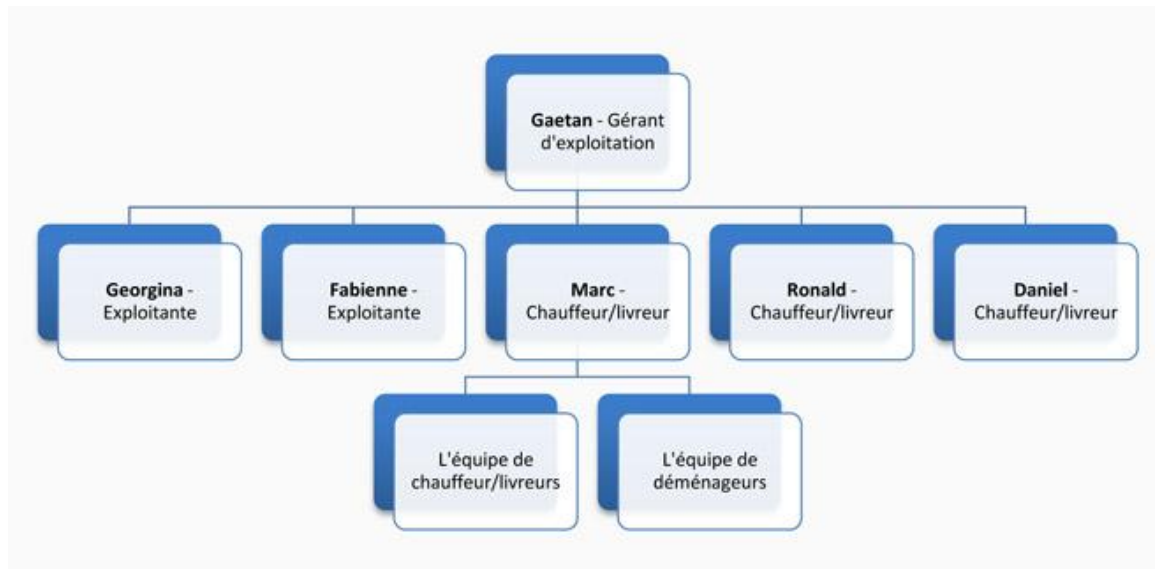 Gaetan - Gérant
d'exploitation
Georgina -
Exploitante
Fabienne -
Exploitante
Marc -
Chauffeur/livreur
Ronald -
Chauffeur/livreur
Daniel -
Chauffeur/livreur
L'équipe de
chauffeur/livreurs
L'équipe de
déménageurs